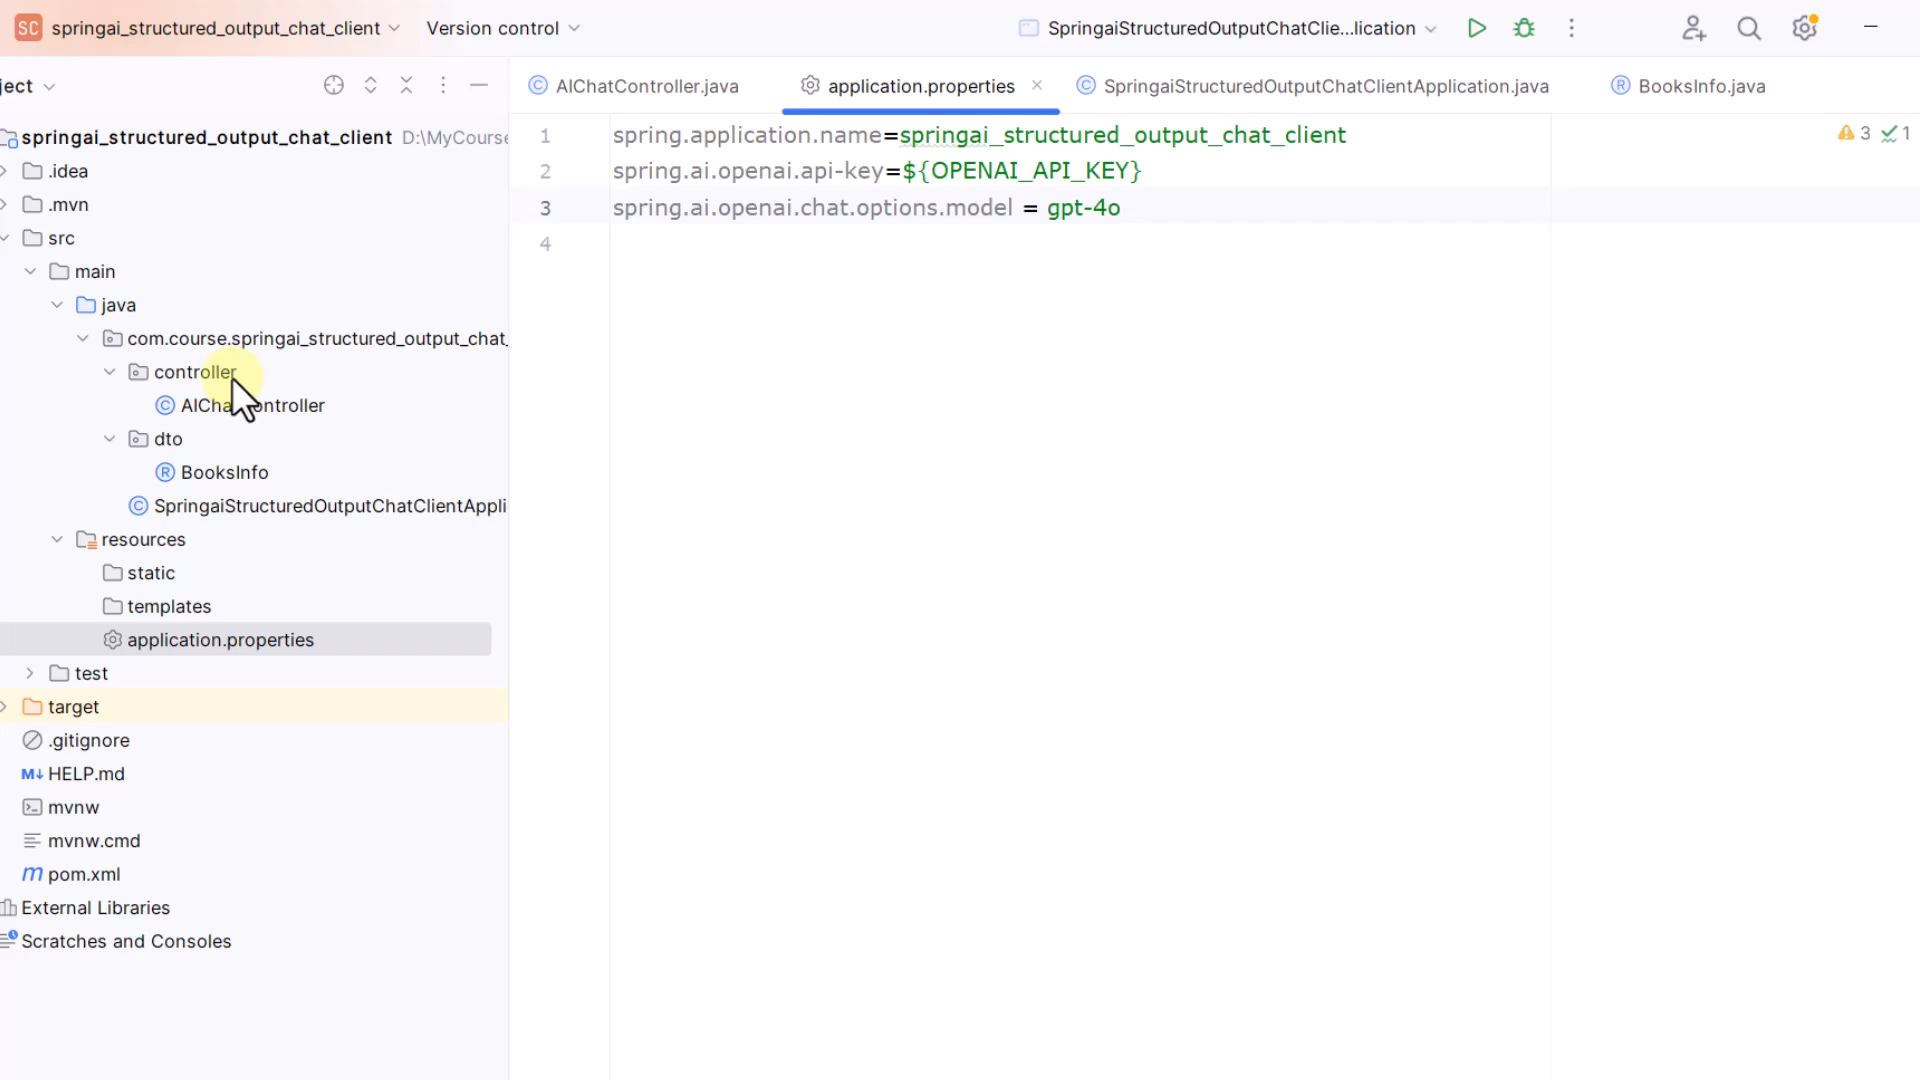 SC springai_structured_output_chat_client Version control SpringaiStructuredOutputChatClie...lication
ject
AIChatController.java application.properties SpringaiStructuredOutputChatClientApplication.java BooksInfo.java
springai_structured_output_chat_client D:\MyCourse
.idea
.mvn
src
main
java
com.course.springai_structured_output_chat_
controller
AIChatController
dto
BooksInfo
SpringaiStructuredOutputChatClientAppli
resources
static
templates
application.properties
test
target
.gitignore
M↓ HELP.md
mvnw
mvnw.cmd
m pom.xml
External Libraries
Scratches and Consoles
1 spring.application.name=springai_structured_output_chat_client
2 spring.ai.openai.api-key=${OPENAI_API_KEY}
3 spring.ai.openai.chat.options.model = gpt-4o
4
3 1